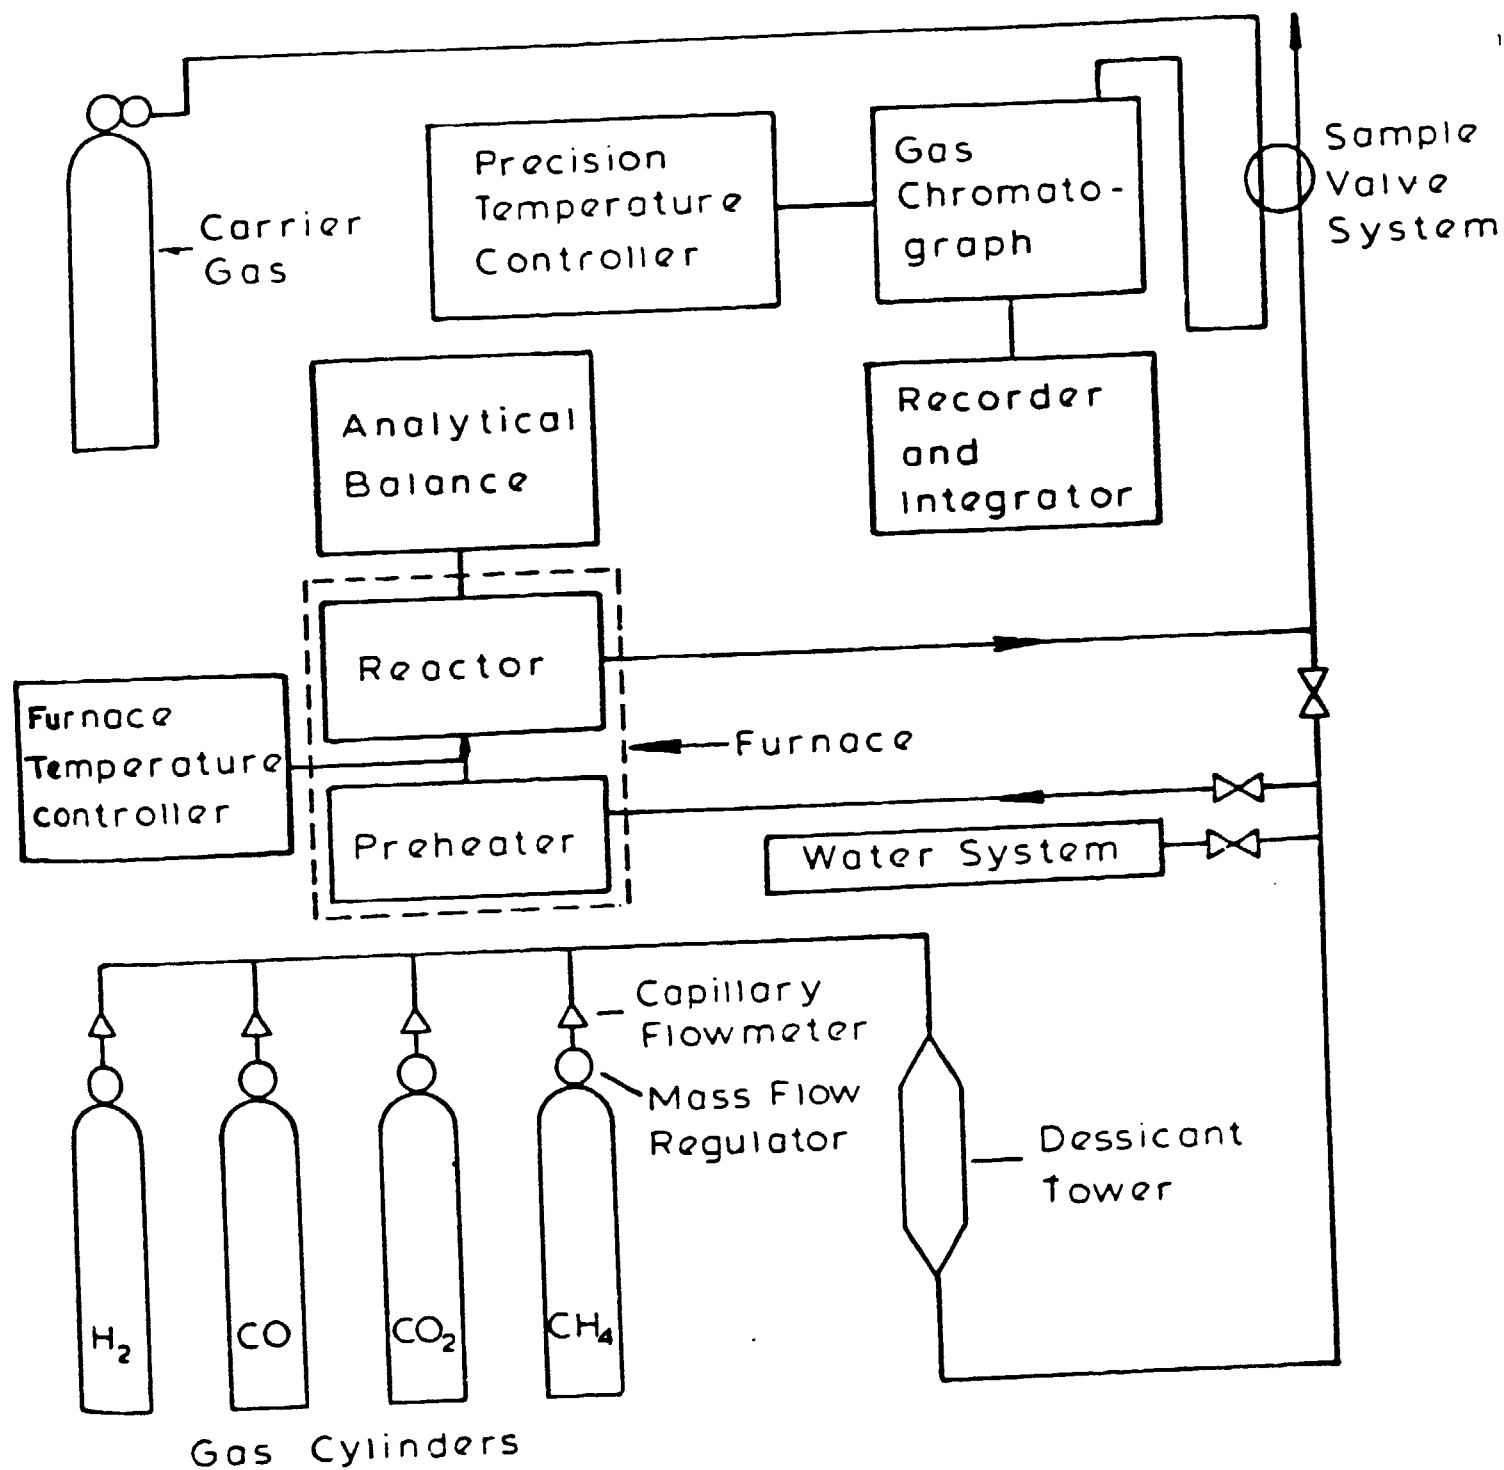 Sample
Valve
System
Precision
Temperature
Controller
Gas
Chromato-
graph
Carrier
Gas
Recorder
and
Integrator
Analytical
Balance
Reactor
Furnace
Temperature
controller
Furnace
Preheater
Water System
Capillary
Flowmeter
Mass Flow
Regulator
Dessicant
Tower
H₂
CO
CO₂
CH₄
Gas Cylinders